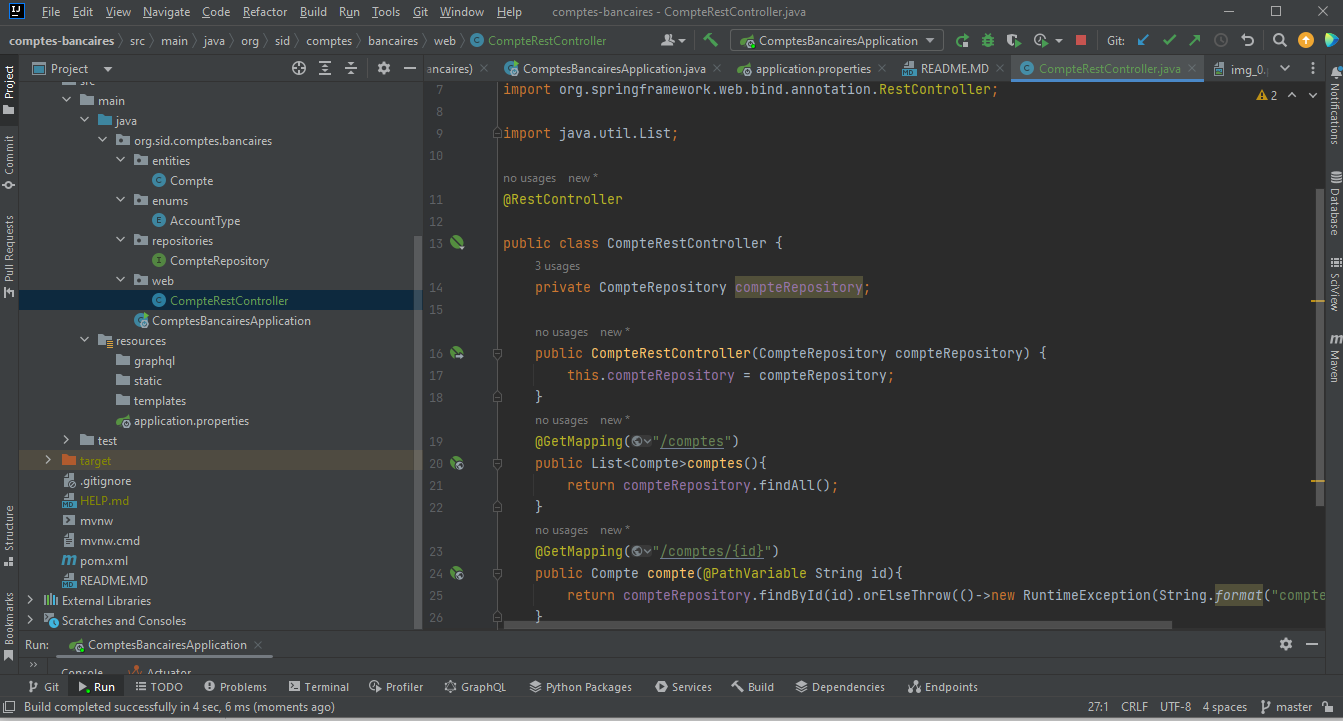 File Edit View Navigate Code Refactor Build Run Tools Git Window Help comptes-bancaires - CompteRestController.java
comptes-bancaires src main java org sid comptes bancaires web CompteRestController ComptesBancairesApplication Git:
Project
(ancaires) ComptesBancairesApplication.java application.properties README.MD CompteRestController.java img_0.
main
java
org.sid.comptes.bancaires
entities
Compte
enums
AccountType
repositories
CompteRepository
web
CompteRestController
ComptesBancairesApplication
resources
graphql
static
templates
application.properties
test
target
.gitignore
HELP.md
mvnw
mvnw.cmd
pom.xml
README.MD
External Libraries
Scratches and Consoles
Project
Commit
Pull Requests
Structure
Bookmarks
2
7 import org.springframework.web.bind.annotation.RestController;
8
9 import java.util.List;
10
no usages new *
11 @RestController
12
13 public class CompteRestController {
3 usages
14 private CompteRepository compteRepository;
15
no usages new *
16 public CompteRestController(CompteRepository compteRepository) {
17 this.compteRepository = compteRepository;
18 }
no usages new *
19 @GetMapping("/comptes")
20 public List<Compte>comptes(){
21 return compteRepository.findAll();
22 }
no usages new *
23 @GetMapping("/comptes/{id}")
24 public Compte compte(@PathVariable String id){
25 return compteRepository.findById(id).orElseThrow(()->new RuntimeException(String.format("compte
26 }
Notifications
Database
SciView
Maven
Run: ComptesBancairesApplication
Console Actuator
Git Run TODO Problems Terminal Profiler GraphQL Python Packages Services Build Dependencies Endpoints
Build completed successfully in 4 sec, 6 ms (moments ago) 27:1 CRLF UTF-8 4 spaces master